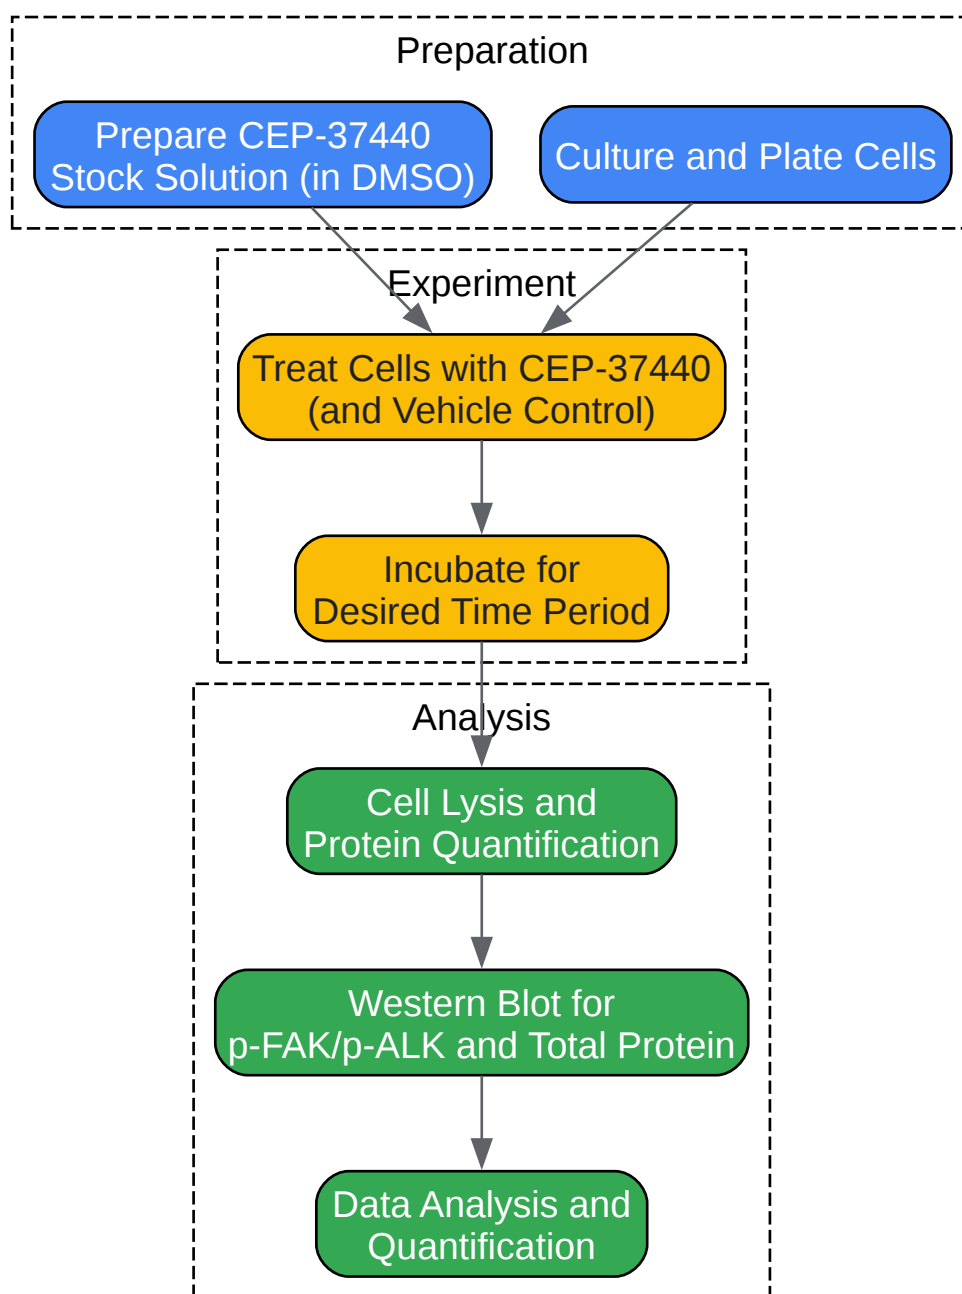 Preparation
Prepare CEP-37440
Stock Solution (in DMSO)
Culture and Plate Cells
Experiment
Treat Cells with CEP-37440
(and Vehicle Control)
Incubate for
Desired Time Period
Analysis
Cell Lysis and
Protein Quantification
Western Blot for
p-FAK/p-ALK and Total Protein
Data Analysis and
Quantification